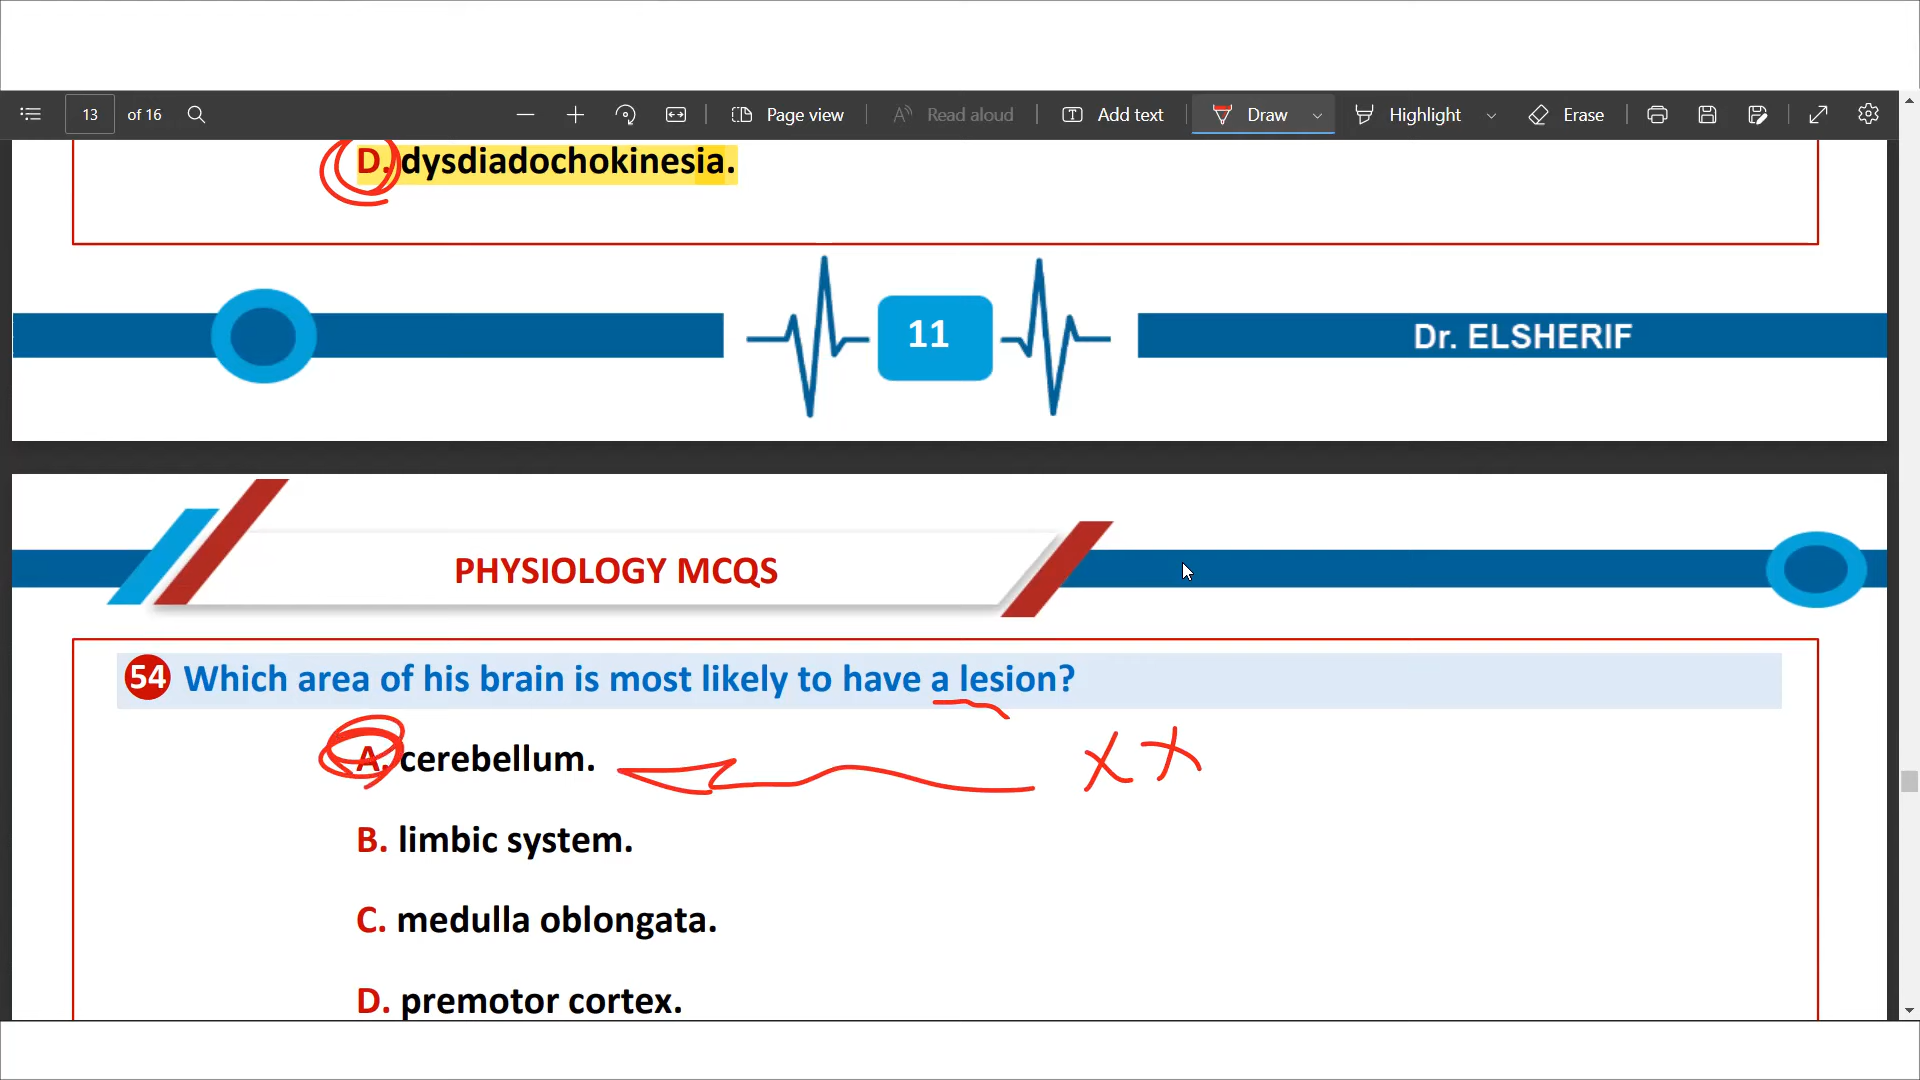 13 of 16 Page view Read aloud Add text Draw Highlight Erase
D. dysdiadochokinesia.
11
Dr. ELSHERIF
PHYSIOLOGY MCQS
54 Which area of his brain is most likely to have a lesion?
A. cerebellum.
B. limbic system.
C. medulla oblongata.
D. premotor cortex.